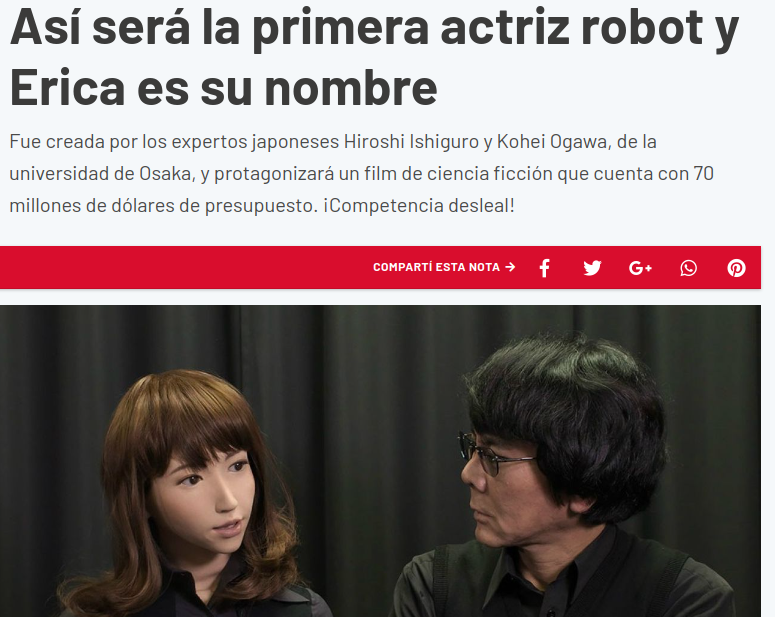 Así será la primera actriz robot y
Erica es su nombre
Fue creada por los expertos japoneses Hiroshi Ishiguro y Kohei Ogawa, de la
universidad de Osaka, y protagonizará un film de ciencia ficción que cuenta con 70
millones de dólares de presupuesto. ¡Competencia desleal!
COMPARTÍ ESTA NOTA →